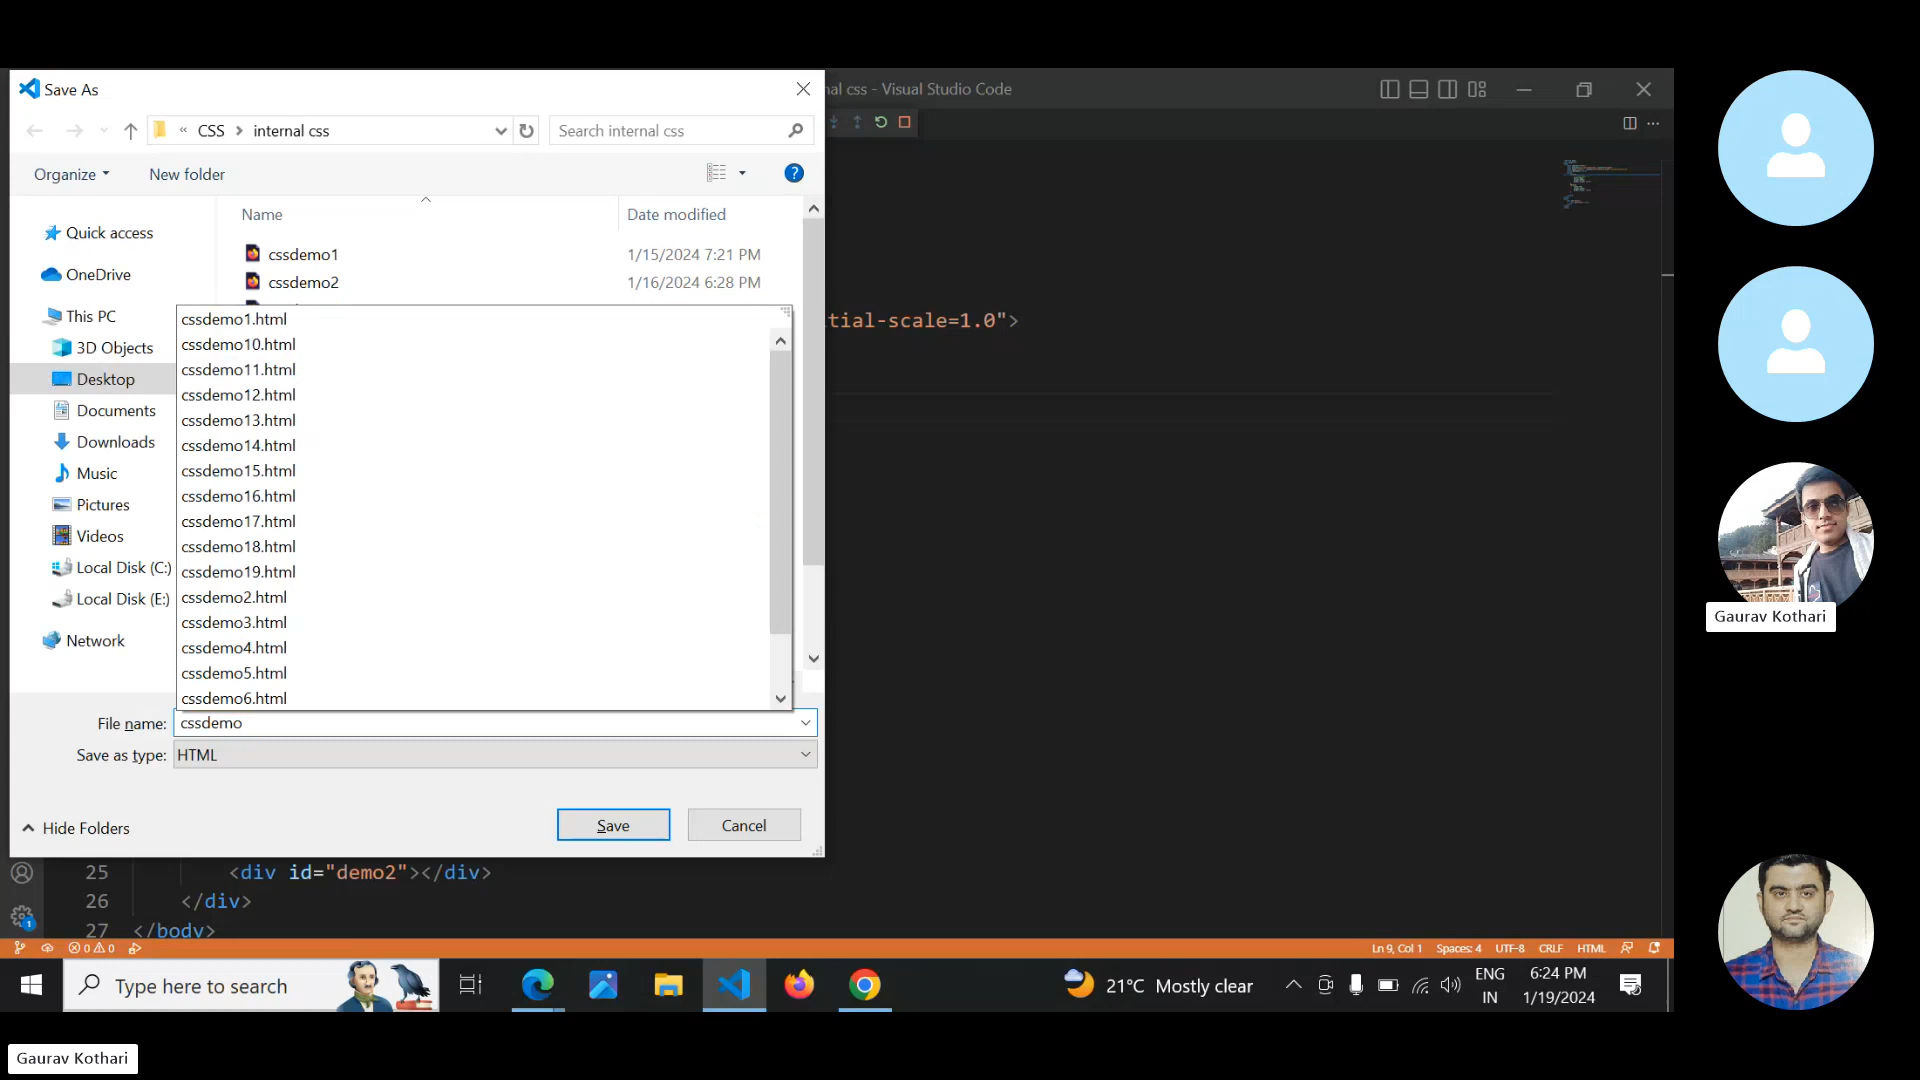 Save As
nal css - Visual Studio Code
« CSS > internal css
Search internal css
Organize
New folder
?
Name
Date modified
Quick access
cssdemo1
1/15/2024 7:21 PM
OneDrive
cssdemo2
1/16/2024 6:28 PM
This PC
cssdemo1.html
tial-scale=1.0">
3D Objects
cssdemo10.html
cssdemo11.html
Desktop
cssdemo12.html
Documents
cssdemo13.html
Downloads
cssdemo14.html
Music
cssdemo15.html
Pictures
cssdemo16.html
cssdemo17.html
Videos
cssdemo18.html
Local Disk (C:)
cssdemo19.html
Local Disk (E:)
cssdemo2.html
cssdemo3.html
Network
cssdemo4.html
cssdemo5.html
cssdemo6.html
File name:
cssdemo
Save as type:
HTML
Hide Folders
Save
Cancel
25 <div id="demo2"></div>
26 </div>
27 </body>
1
0 0
Ln 9, Col 1
Spaces: 4
UTF-8
CRLF
HTML
Type here to search
21°C Mostly clear
ENG
IN
6:24 PM
1/19/2024
Gaurav Kothari
Gaurav Kothari